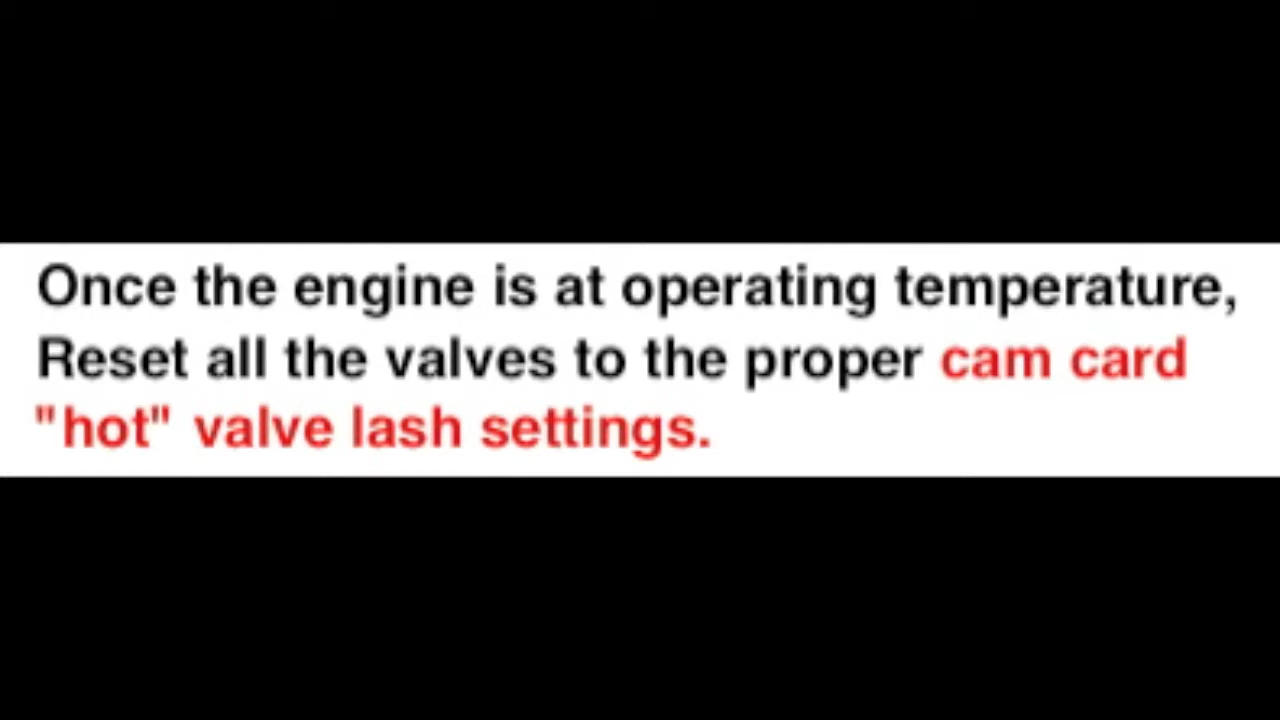 Once the engine is at operating temperature,
Reset all the valves to the proper cam card
"hot" valve lash settings.